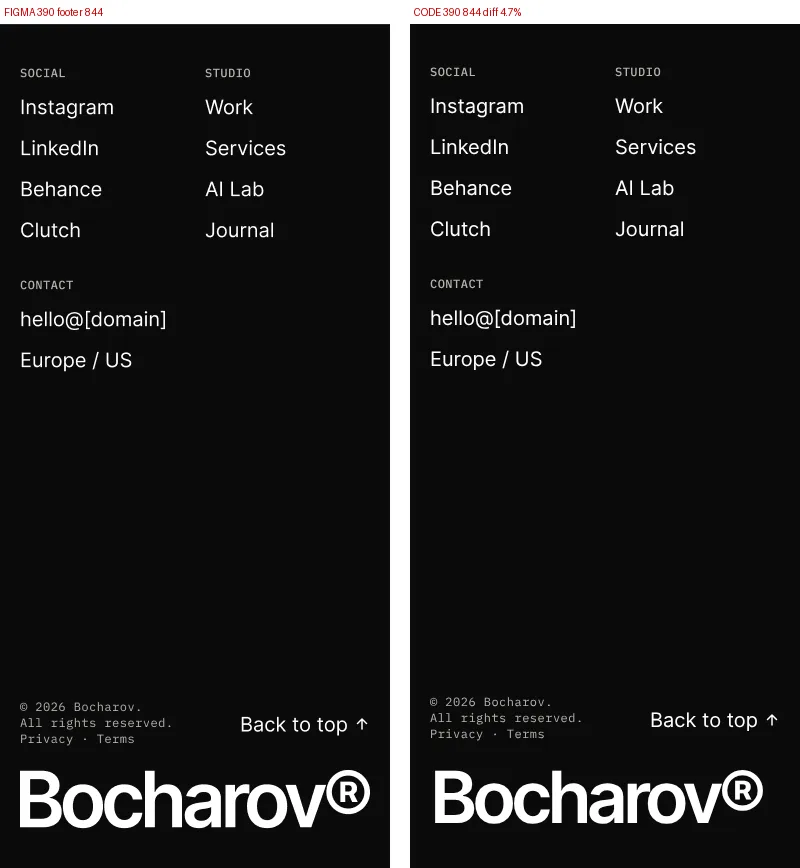 FIGMA 390 footer 844
SOCIAL
STUDIO
Instagram
Work
LinkedIn
Services
Behance
AI Lab
Clutch
Journal
CONTACT
hello@[domain]
Europe / US
© 2026 Bocharov.
All rights reserved.
Privacy · Terms
Back to top ↑
Bocharov®
CODE 390 844 diff 4.7%
SOCIAL
STUDIO
Instagram
Work
LinkedIn
Services
Behance
AI Lab
Clutch
Journal
CONTACT
hello@[domain]
Europe / US
© 2026 Bocharov.
All rights reserved.
Privacy · Terms
Back to top ↑
Bocharov®